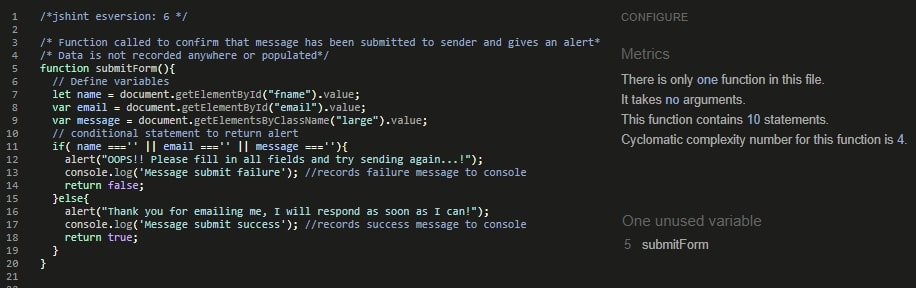 1 /*jshint esversion: 6 */
2
3 /* Function called to confirm that message has been submitted to sender and gives an alert*
4 /* Data is not recorded anywhere or populated*/
5 function submitForm(){
6 // Define variables
7 let name = document.getElementById("fname").value;
8 var email = document.getElementById("email").value;
9 var message = document.getElementsByClassName("large").value;
10 // conditional statement to return alert
11 if( name ==='' || email ==='' || message ===''){
12 alert("OOPS!! Please fill in all fields and try sending again...!");
13 console.log('Message submit failure'); //records failure message to console
14 return false;
15 }else{
16 alert("Thank you for emailing me, I will respond as soon as I can!");
17 console.log('Message submit success'); //records success message to console
18 return true;
19 }
20 }
21
CONFIGURE
Metrics
There is only one function in this file.
It takes no arguments.
This function contains 10 statements.
Cyclomatic complexity number for this function is 4.
One unused variable
5 submitForm